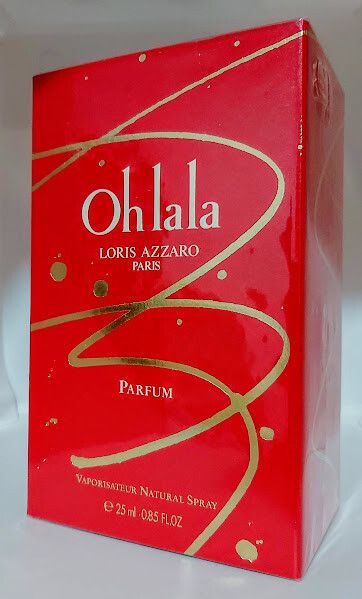 Oh lala
LORIS AZZARO
PARIS
PARFUM
VAPORISATEUR NATURAL SPRAY
℮ 25 ml ·0.85 FL.OZ